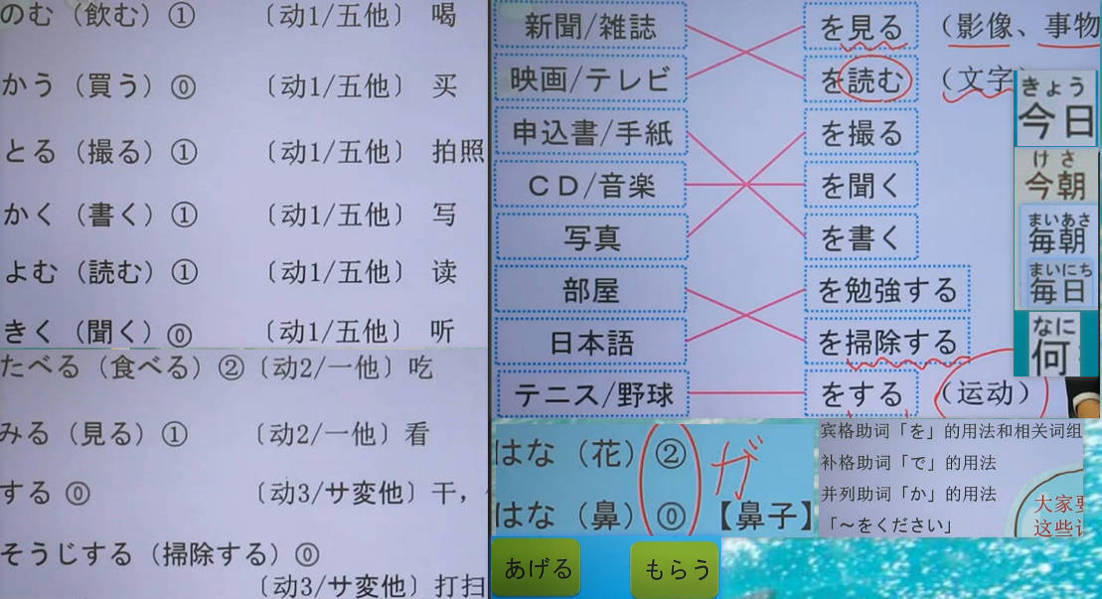 のむ（飲む）① 〔动1/五他〕 喝
かう（買う）⓪ 〔动1/五他〕 买
とる（撮る）① 〔动1/五他〕 拍照
かく（書く）① 〔动1/五他〕 写
よむ（読む）① 〔动1/五他〕 读
きく（聞く）⓪ 〔动1/五他〕 听
たべる（食べる）②〔动2/一他〕吃
みる（見る）① 〔动2/一他〕看
する ⓪ 〔动3/サ変他〕干，
そうじする（掃除する）⓪
〔动3/サ変他〕打扫
新聞/雑誌 を見る （影像、事物
映画/テレビ を読む （文字
申込書/手紙 を撮る
ＣＤ/音楽 を聞く
写真 を書く
部屋 を勉強する
日本語 を掃除する
テニス/野球 をする （运动）
きょう
今日
けさ
今朝
まいあさ
毎朝
まいにち
毎日
なに
何
はな（花）② が
はな（鼻）⓪ 【鼻子】
宾格助词「を」的用法和相关词组
补格助词「で」的用法
并列助词「か」的用法
「～をください」
大家要
这些
あげる もらう